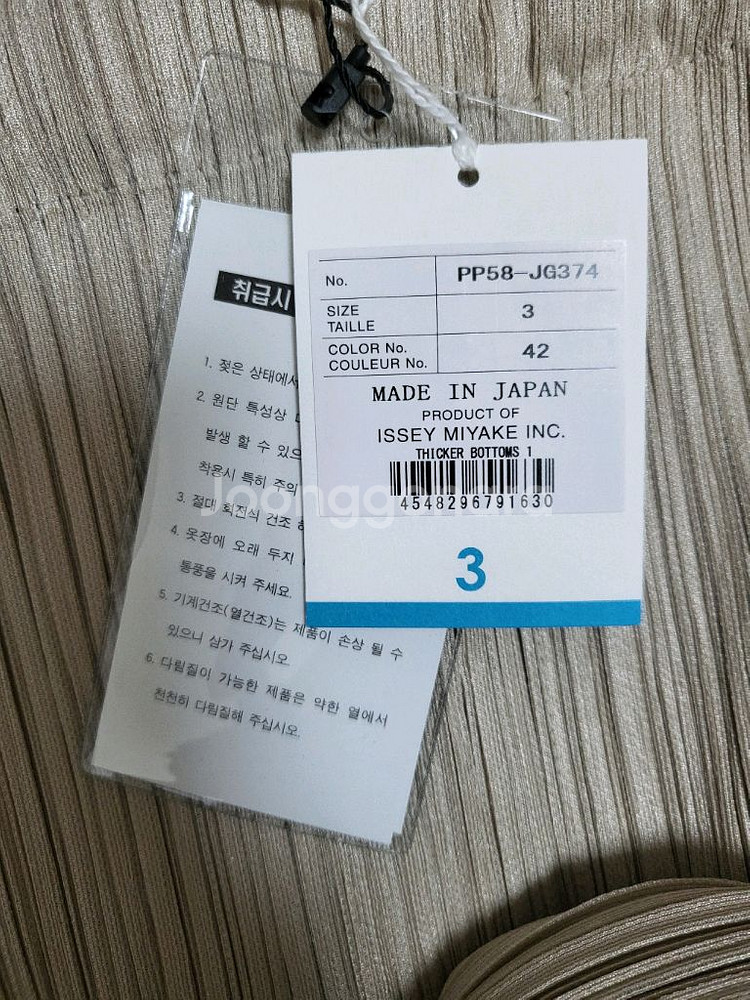 No. PP58-JG374
SIZE
TAILLE 3
COLOR No.
COULEUR No. 42
MADE IN JAPAN
PRODUCT OF
ISSEY MIYAKE INC.
THICKER BOTTOMS 1
4548296791630
3
취급시
1. 젖은 상태에서
2. 원단 특성상
발생 할 수 있으
착용시 특히 주의
3. 절대 회전식 건조
4. 옷장에 오래 두지
통풍을 시켜 주세요.
5. 기계건조(열건조)는 제품이 손상 될 수
있으니 삼가 주십시오
6. 다림질이 가능한 제품은 약한 열에서
천천히 다림질해 주십시오.